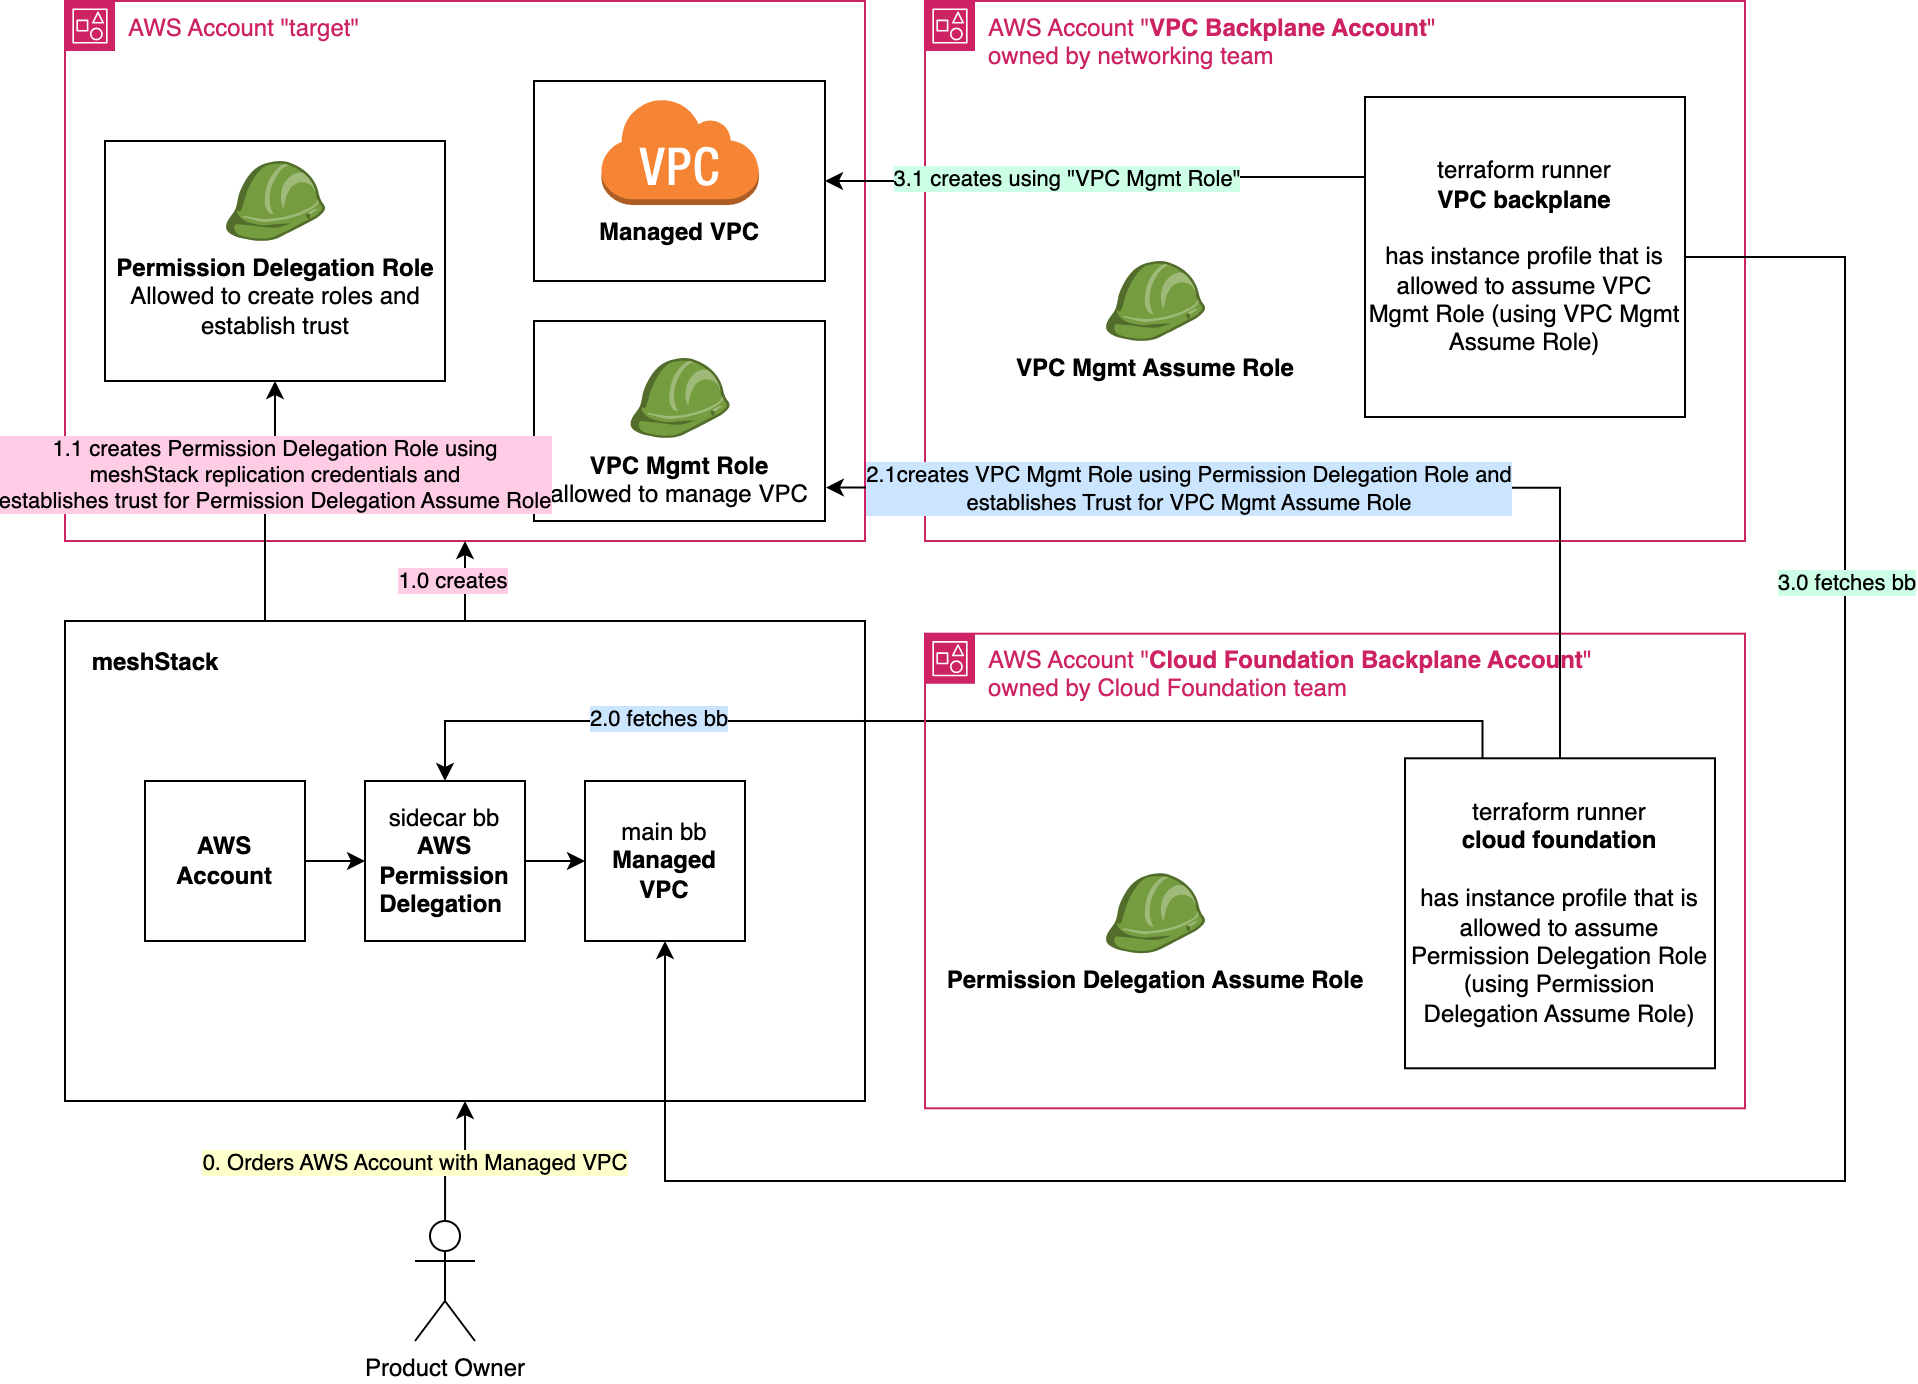 AWS Account "target"
VPC
Managed VPC
Permission Delegation Role
Allowed to create roles and
establish trust
VPC Mgmt Role
allowed to manage VPC
AWS Account "VPC Backplane Account"
owned by networking team
terraform runner
VPC backplane
has instance profile that is
allowed to assume VPC
Mgmt Role (using VPC Mgmt
Assume Role)
VPC Mgmt Assume Role
3.1 creates using "VPC Mgmt Role"
1.1 creates Permission Delegation Role using
meshStack replication credentials and
establishes trust for Permission Delegation Assume Role
2.1creates VPC Mgmt Role using Permission Delegation Role and
establishes Trust for VPC Mgmt Assume Role
1.0 creates
3.0 fetches bb
meshStack
2.0 fetches bb
AWS
Account
sidecar bb
AWS
Permission
Delegation
main bb
Managed
VPC
AWS Account "Cloud Foundation Backplane Account"
owned by Cloud Foundation team
terraform runner
cloud foundation
has instance profile that is
allowed to assume
Permission Delegation Role
(using Permission
Delegation Assume Role)
Permission Delegation Assume Role
0. Orders AWS Account with Managed VPC
Product Owner